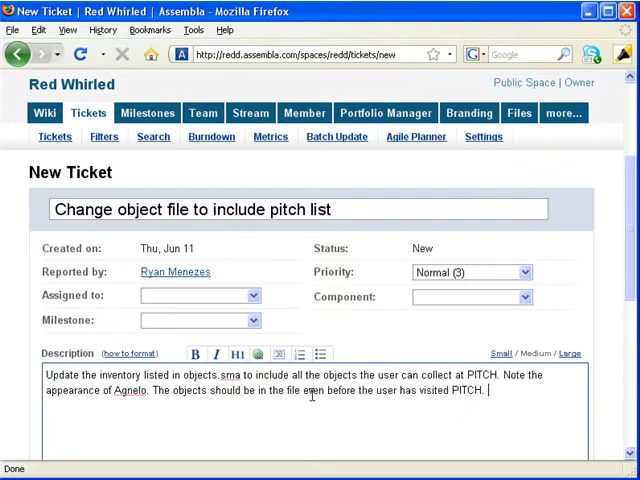 New Ticket | Red Whirled | Assembla - Mozilla Firefox
File Edit View History Bookmarks Tools Help
http://redd.assembla.com/spaces/redd/tickets/new
Google
Red Whirled
Public Space | Owner
Wiki Tickets Milestones Team Stream Member Portfolio Manager Branding Files more...
Tickets Filters Search Burndown Metrics Batch Update Agile Planner Settings
New Ticket
Change object file to include pitch list
Created on: Thu, Jun 11 Status: New
Reported by: Ryan Menezes Priority: Normal (3)
Assigned to: Component:
Milestone:
Description (how to format) B I H1 Small / Medium / Large
Update the inventory listed in objects.sma to include all the objects the user can collect at PITCH. Note the
appearance of Agnelo. The objects should be in the file even before the user has visited PITCH.
Done